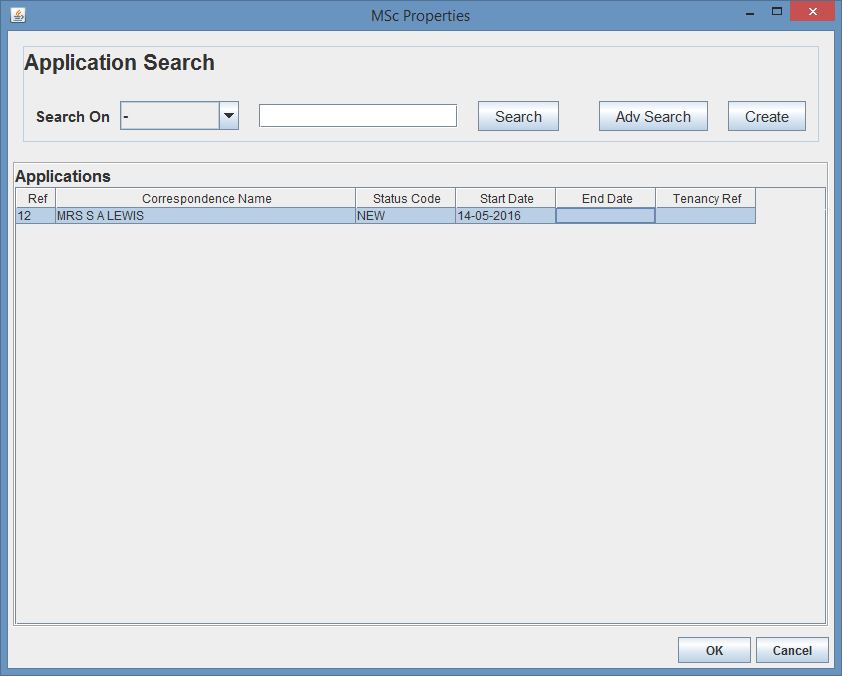 MSc Properties
Application Search
Search On - Search Adv Search Create
Applications
Ref Correspondence Name Status Code Start Date End Date Tenancy Ref
12 MRS S A LEWIS NEW 14-05-2016
OK Cancel